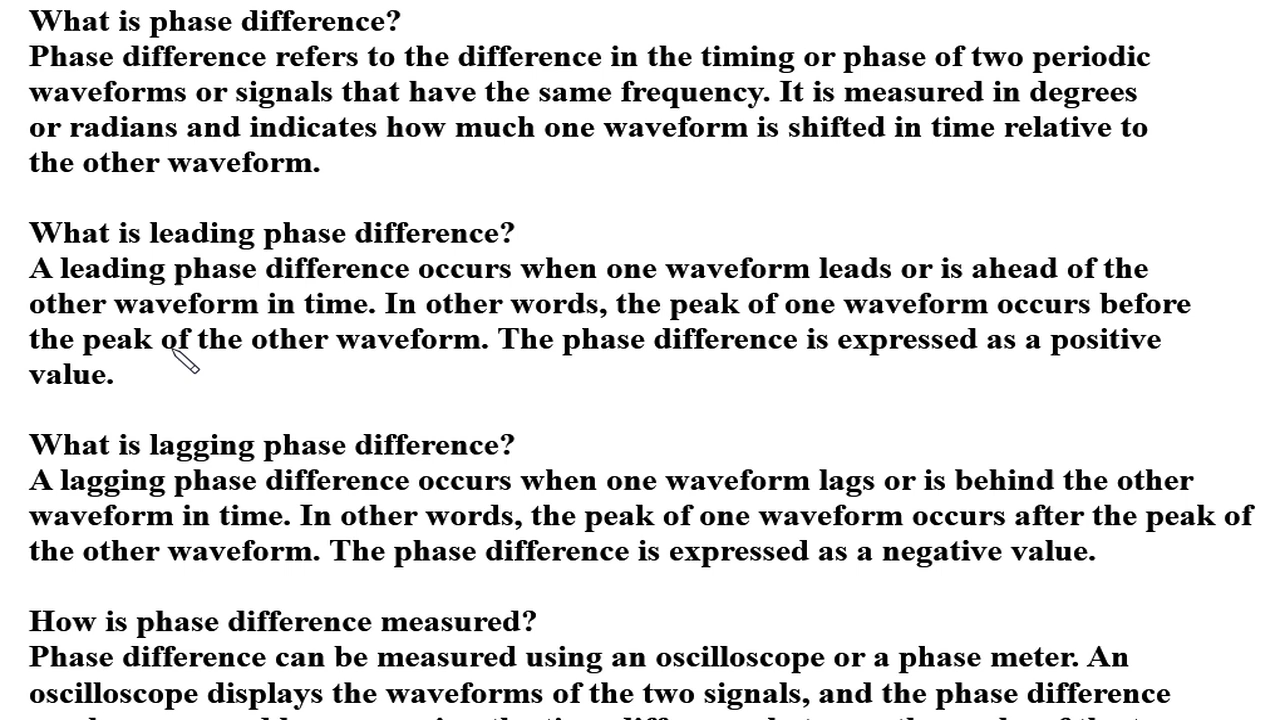 What is phase difference?
Phase difference refers to the difference in the timing or phase of two periodic
waveforms or signals that have the same frequency. It is measured in degrees
or radians and indicates how much one waveform is shifted in time relative to
the other waveform.
What is leading phase difference?
A leading phase difference occurs when one waveform leads or is ahead of the
other waveform in time. In other words, the peak of one waveform occurs before
the peak of the other waveform. The phase difference is expressed as a positive
value.
What is lagging phase difference?
A lagging phase difference occurs when one waveform lags or is behind the other
waveform in time. In other words, the peak of one waveform occurs after the peak of
the other waveform. The phase difference is expressed as a negative value.
How is phase difference measured?
Phase difference can be measured using an oscilloscope or a phase meter. An
oscilloscope displays the waveforms of the two signals, and the phase difference